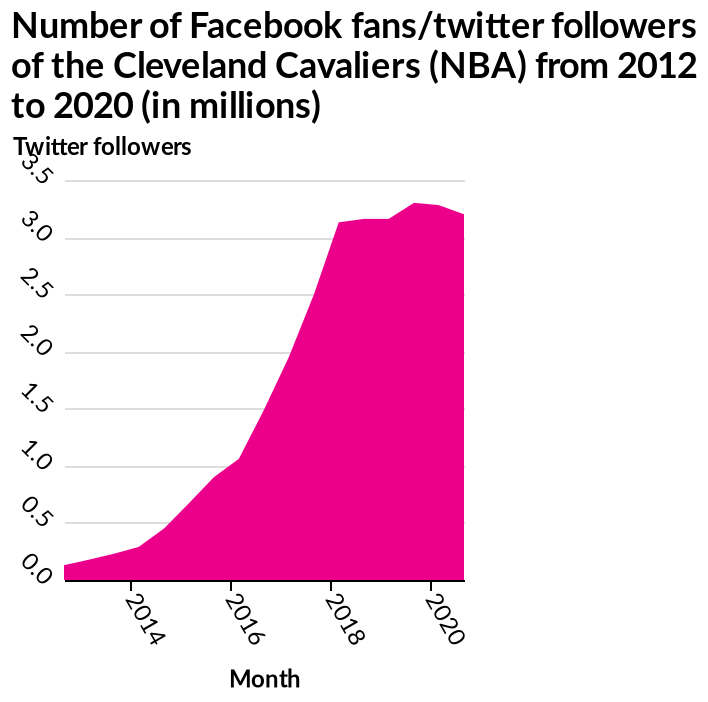 Number of Facebook fans/twitter followers
of the Cleveland Cavaliers (NBA) from 2012
to 2020 (in millions)
Twitter followers
3.5
3.0
2.5
2.0
1.5
1.0
0.5
0.0
2014
2016
2018
2020
Month